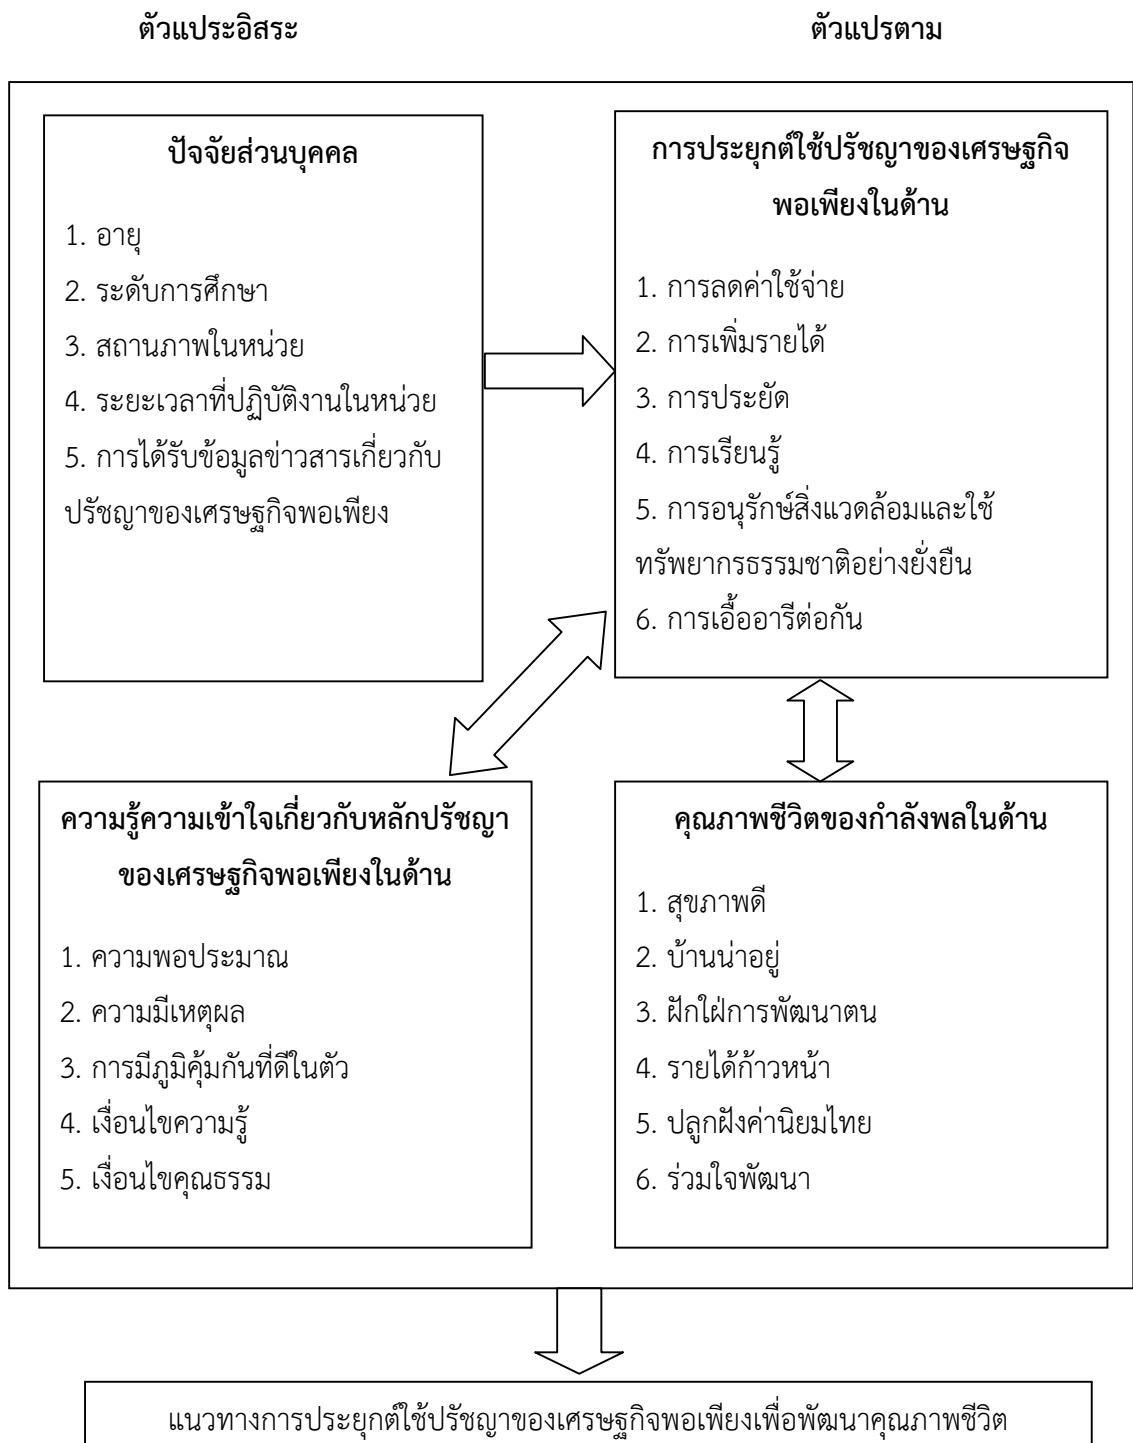 ตัวแประอิสระ
ตัวแปรตาม
ปัจจัยส่วนบุคคล
1. อายุ
2. ระดับการศึกษา
3. สถานภาพในหน่วย
4. ระยะเวลาที่ปฏิบัติงานในหน่วย
5. การได้รับข้อมูลข่าวสารเกี่ยวกับ
ปรัชญาของเศรษฐกิจพอเพียง
การประยุกต์ใช้ปรัชญาของเศรษฐกิจ
พอเพียงในด้าน
1. การลดค่าใช้จ่าย
2. การเพิ่มรายได้
3. การประยัด
4. การเรียนรู้
5. การอนุรักษ์สิ่งแวดล้อมและใช้
ทรัพยากรธรรมชาติอย่างยั่งยืน
6. การเอื้ออารีต่อกัน
ความรู้ความเข้าใจเกี่ยวกับหลักปรัชญา
ของเศรษฐกิจพอเพียงในด้าน
1. ความพอประมาณ
2. ความมีเหตุผล
3. การมีภูมิคุ้มกันที่ดีในตัว
4. เงื่อนไขความรู้
5. เงื่อนไขคุณธรรม
คุณภาพชีวิตของกำลังพลในด้าน
1. สุขภาพดี
2. บ้านน่าอยู่
3. ฝักใฝ่การพัฒนาตน
4. รายได้ก้าวหน้า
5. ปลูกฝังค่านิยมไทย
6. ร่วมใจพัฒนา
แนวทางการประยุกต์ใช้ปรัชญาของเศรษฐกิจพอเพียงเพื่อพัฒนาคุณภาพชีวิต